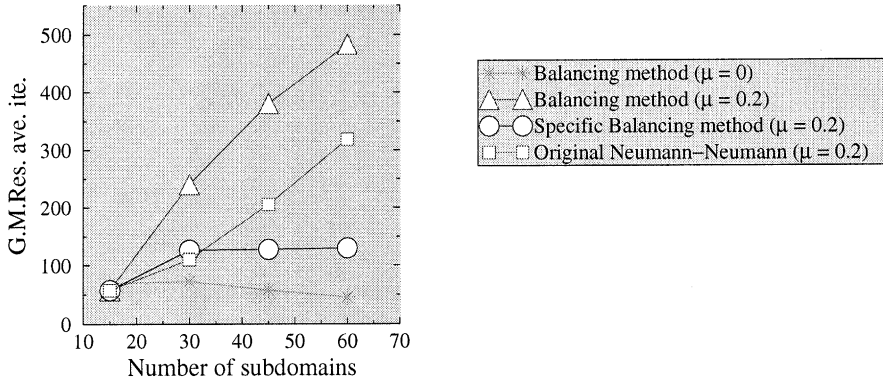 500
400
300
200
100
0
10 20 30 40 50 60 70
G.M.Res. ave. ite.
Number of subdomains
Balancing method (μ = 0)
Balancing method (μ = 0.2)
Specific Balancing method (μ = 0.2)
Original Neumann–Neumann (μ = 0.2)